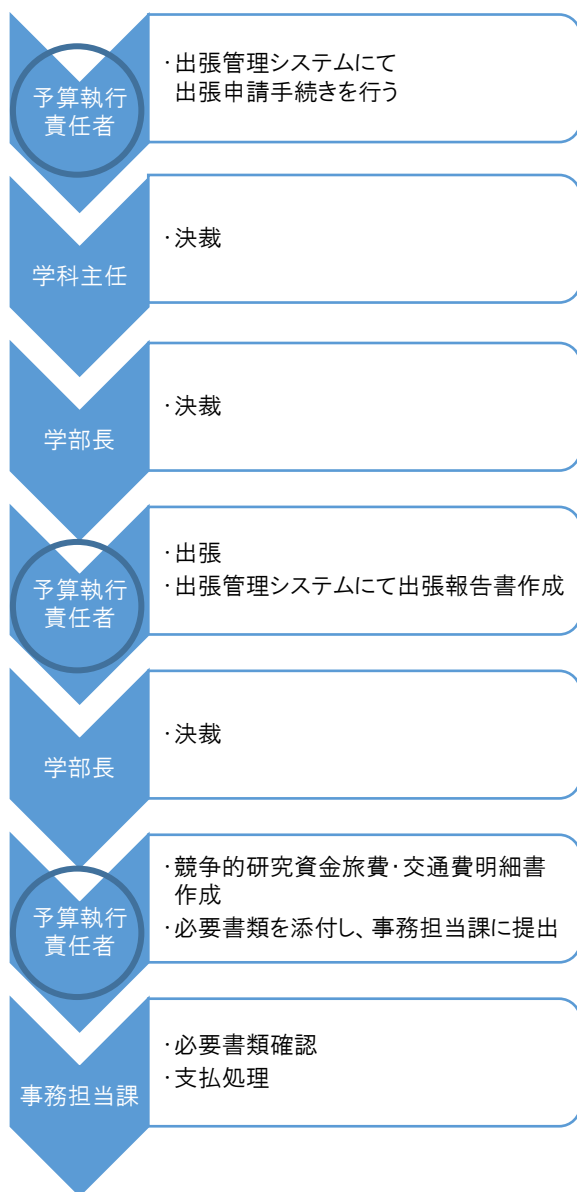 予算執行
責任者
・出張管理システムにて
出張申請手続きを行う
学科主任
・決裁
学部長
・決裁
予算執行
責任者
・出張
・出張管理システムにて出張報告書作成
学部長
・決裁
予算執行
責任者
・競争的研究資金旅費・交通費明細書
作成
・必要書類を添付し、事務担当課に提出
事務担当課
・必要書類確認
・支払処理